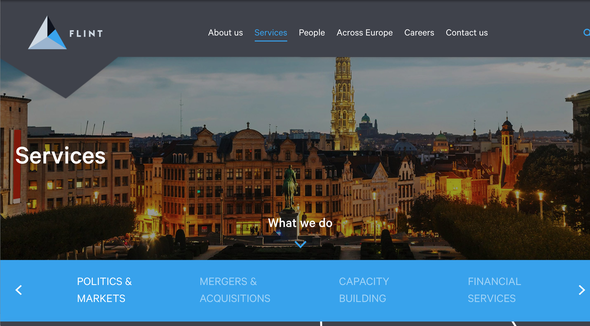 FLINT
About us Services People Across Europe Careers Contact us
Services
What we do
POLITICS & MARKETS
MERGERS & ACQUISITIONS
CAPACITY BUILDING
FINANCIAL SERVICES